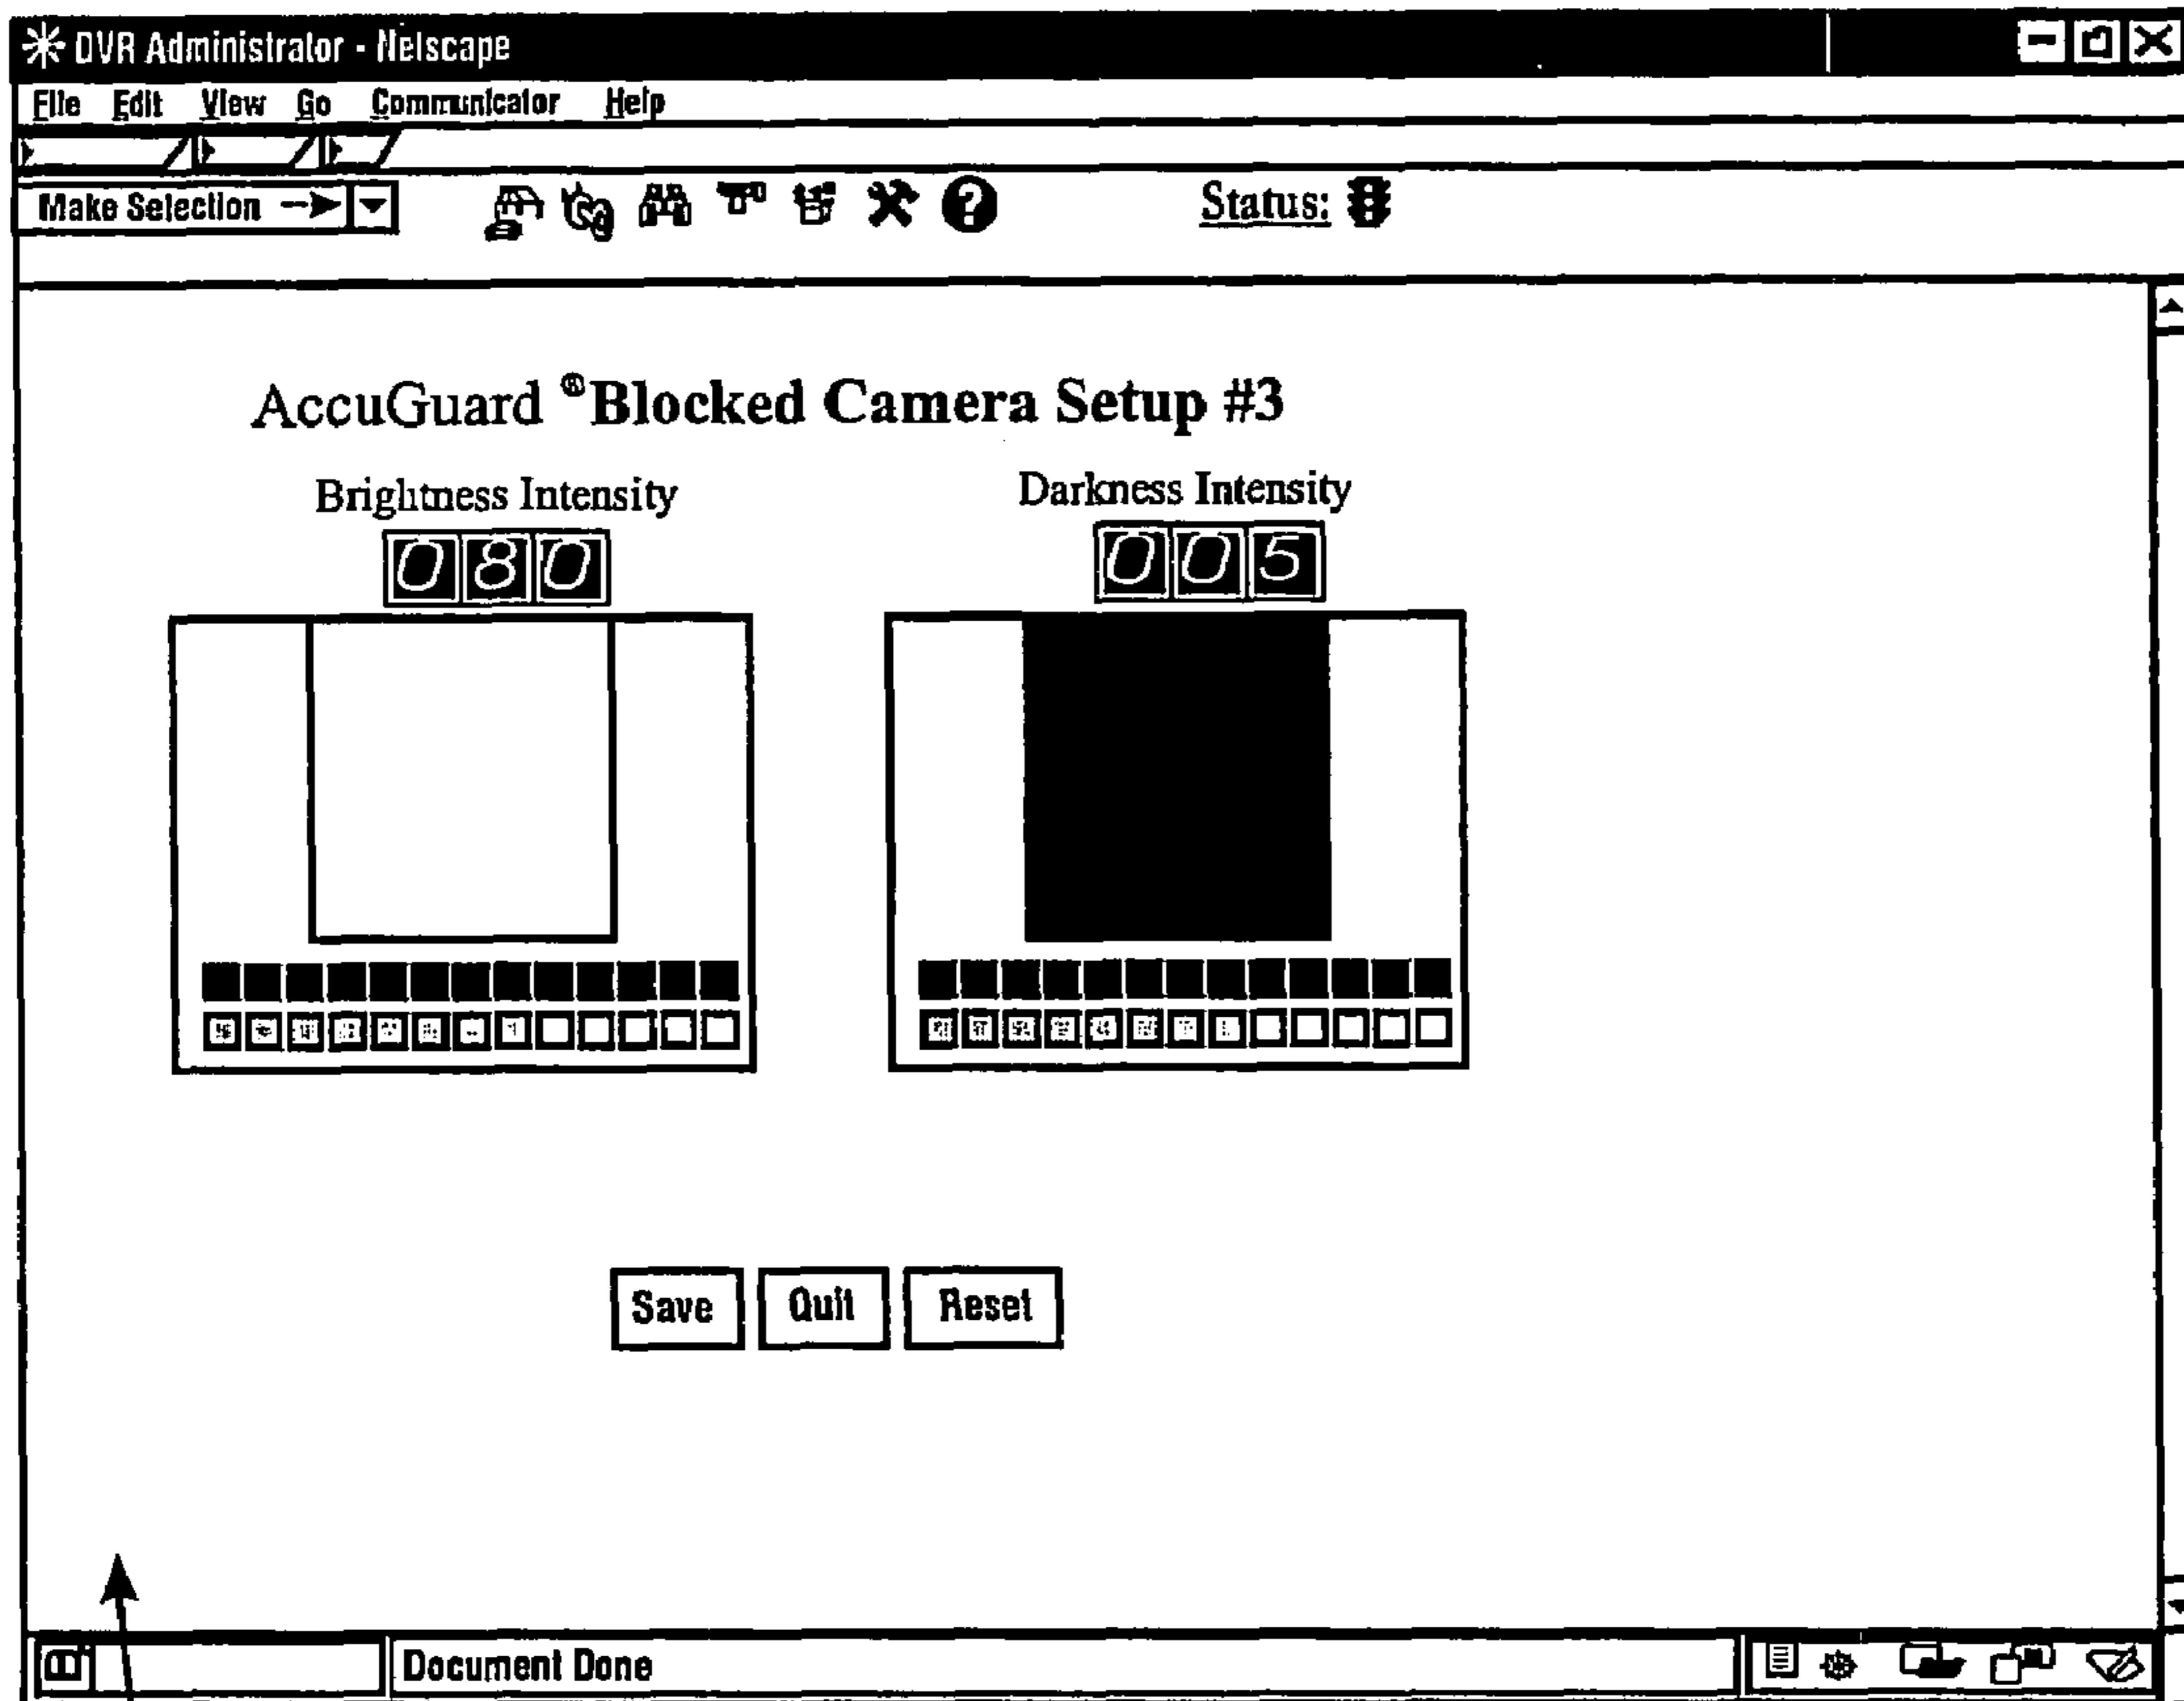 DVR Administrator - Netscape
File Edit View Go Communicator Help
Make Selection
Status:
AccuGuard ®Blocked Camera Setup #3
Brightness Intensity Darkness Intensity
080 005
Save Quit Reset
Document Done